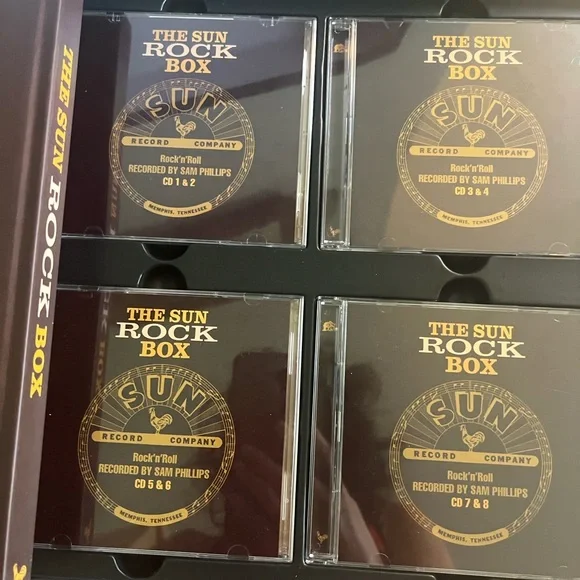 THE SUN ROCK BOX
THE SUN
ROCK
BOX
SUN
RECORD COMPANY
Rock'n'Roll
RECORDED BY SAM PHILLIPS
CD 1 & 2
MEMPHIS, TENNESSEE
THE SUN
ROCK
BOX
SUN
RECORD COMPANY
Rock'n'Roll
RECORDED BY SAM PHILLIPS
CD 3 & 4
MEMPHIS, TENNESSEE
THE SUN
ROCK
BOX
SUN
RECORD COMPANY
Rock'n'Roll
RECORDED BY SAM PHILLIPS
CD 5 & 6
MEMPHIS, TENNESSEE
THE SUN
ROCK
BOX
SUN
RECORD COMPANY
Rock'n'Roll
RECORDED BY SAM PHILLIPS
CD 7 & 8
MEMPHIS, TENNESSEE